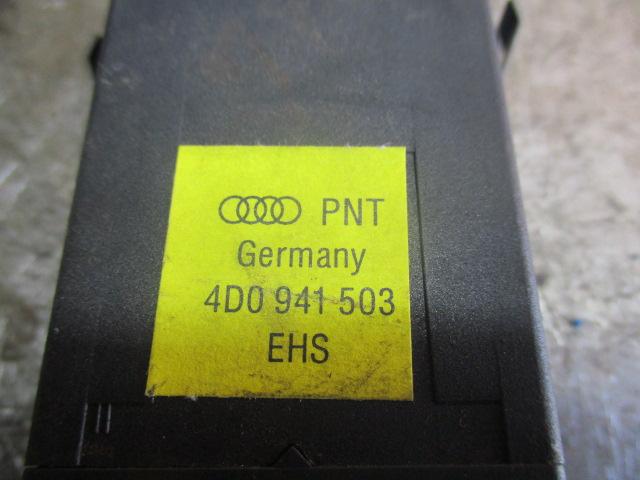 PNT
Germany
4D0 941 503
EHS